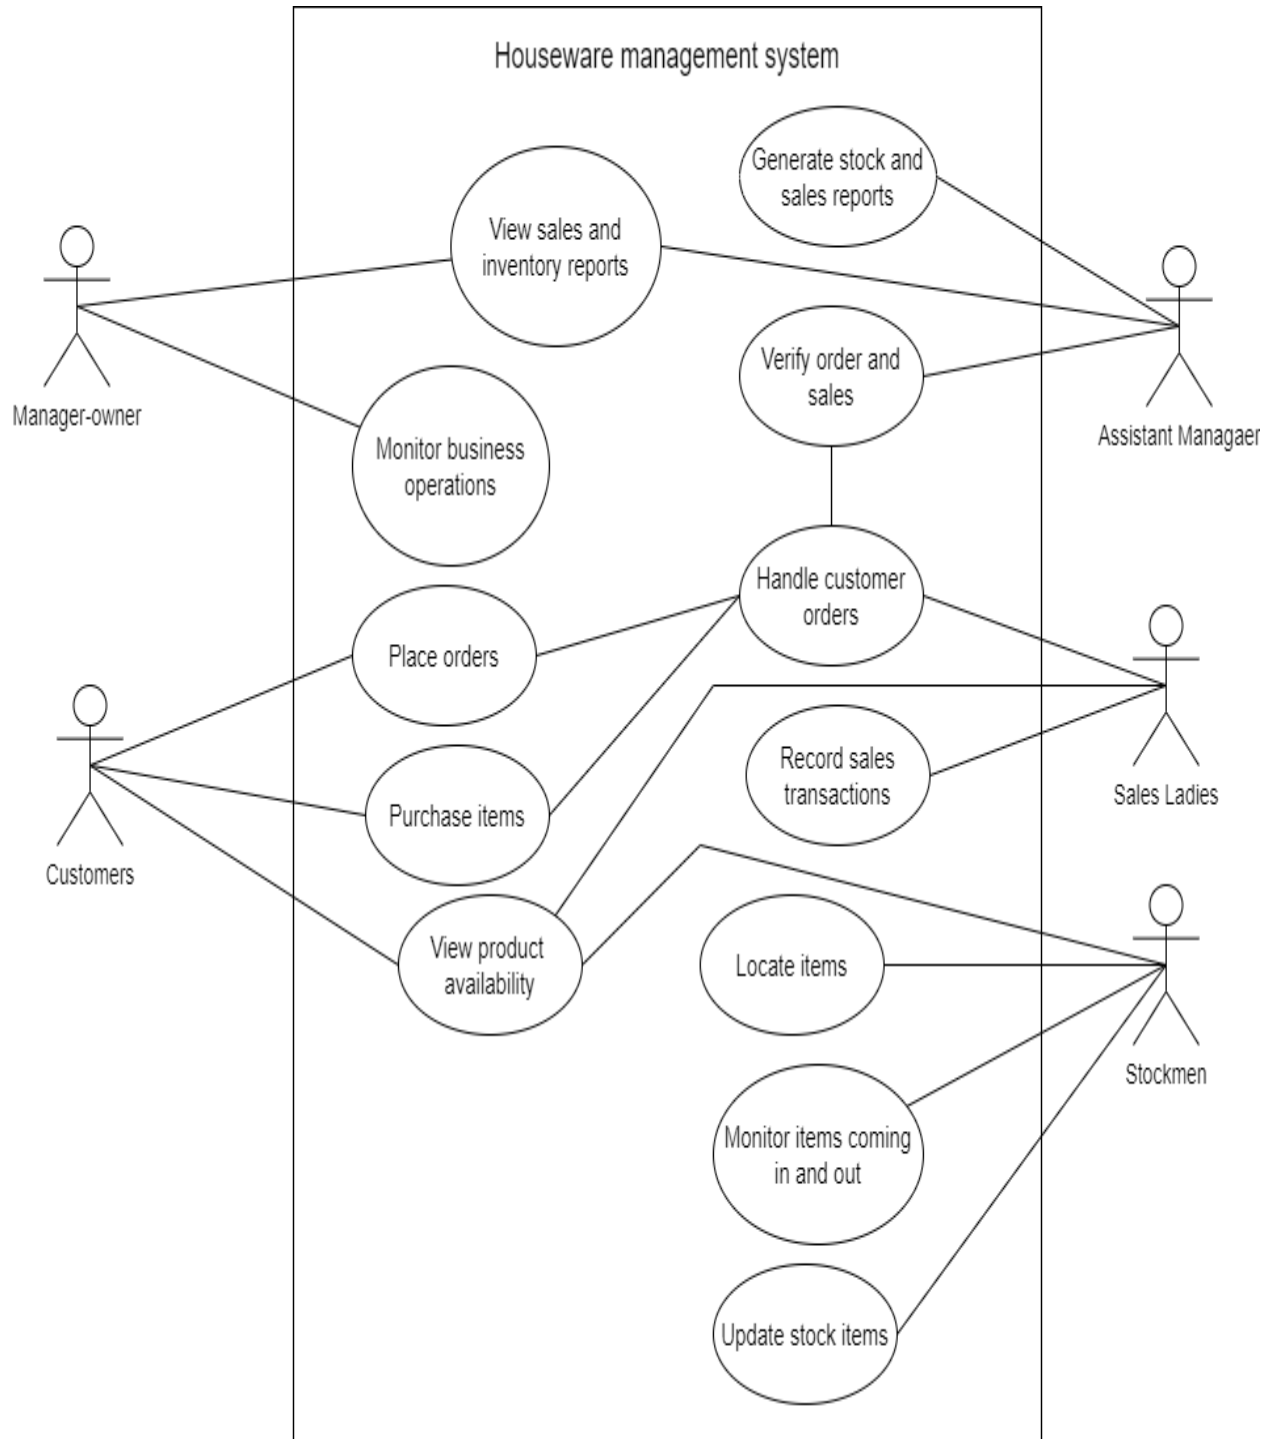 Houseware management system
Generate stock and
sales reports
View sales and
inventory reports
Verify order and
sales
Manager-owner
Assistant Managaer
Monitor business
operations
Handle customer
orders
Place orders
Record sales
transactions
Sales Ladies
Purchase items
Customers
View product
availability
Locate items
Stockmen
Monitor items coming
in and out
Update stock items